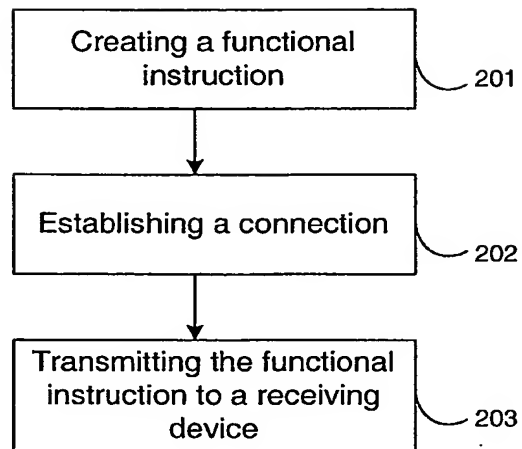 Creating a functional
instruction
201
Establishing a connection
202
Transmitting the functional
instruction to a receiving
device
203